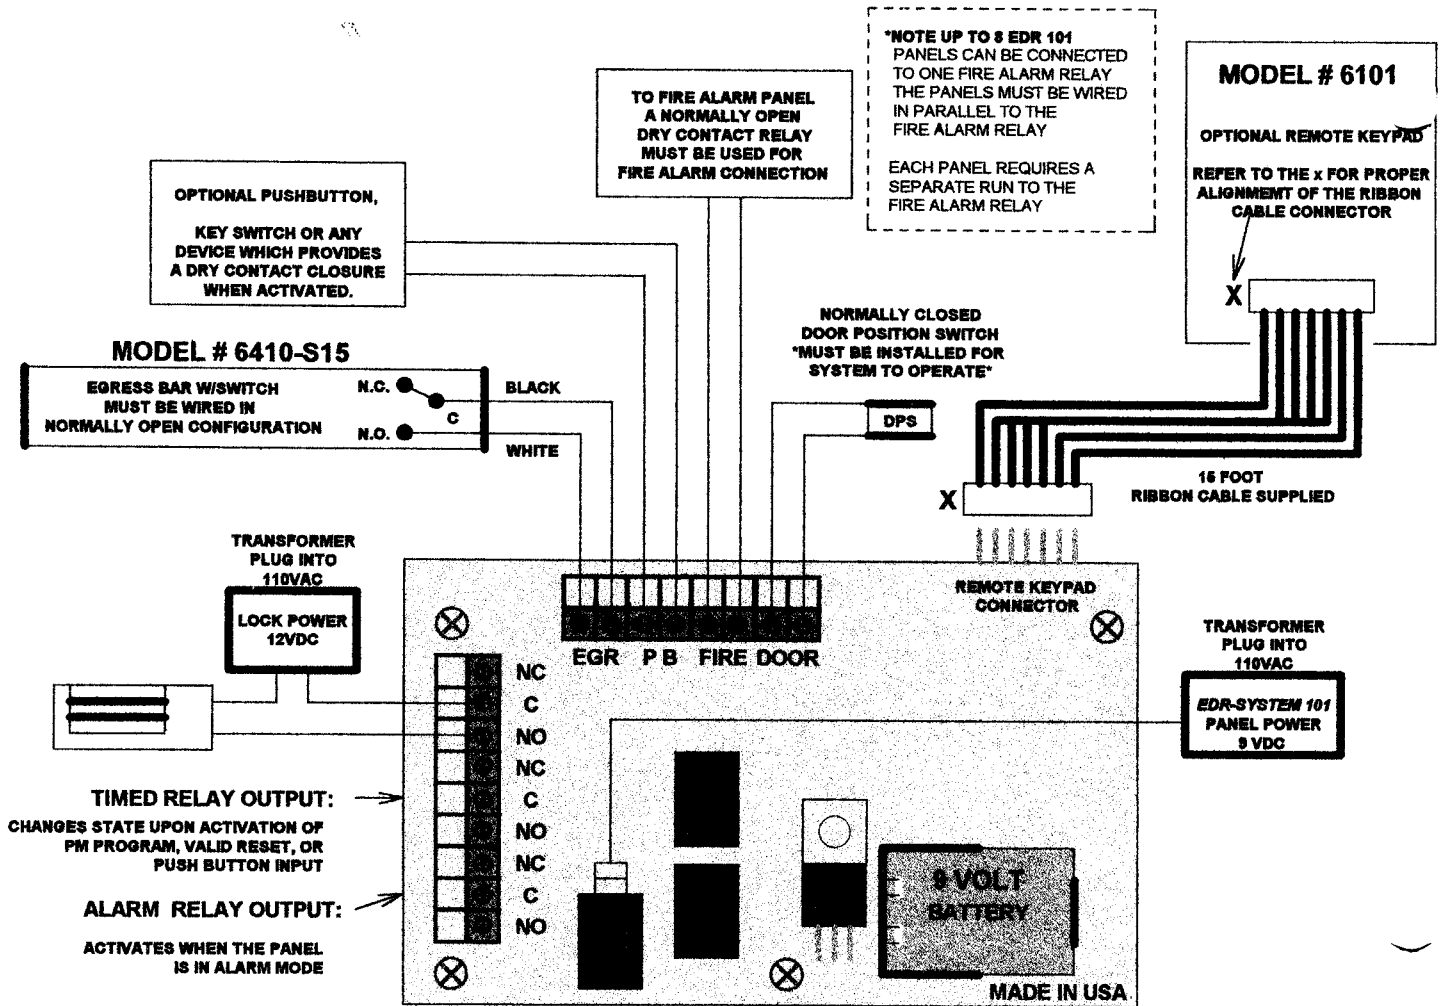 *NOTE UP TO 8 EDR 101
PANELS CAN BE CONNECTED
TO ONE FIRE ALARM RELAY
THE PANELS MUST BE WIRED
IN PARALLEL TO THE
FIRE ALARM RELAY
EACH PANEL REQUIRES A
SEPARATE RUN TO THE
FIRE ALARM RELAY
MODEL # 6101
OPTIONAL REMOTE KEYPAD
REFER TO THE x FOR PROPER
ALIGNMEMT OF THE RIBBON
CABLE CONNECTOR
X
TO FIRE ALARM PANEL
A NORMALLY OPEN
DRY CONTACT RELAY
MUST BE USED FOR
FIRE ALARM CONNECTION
OPTIONAL PUSHBUTTON,
KEY SWITCH OR ANY
DEVICE WHICH PROVIDES
A DRY CONTACT CLOSURE
WHEN ACTIVATED.
NORMALLY CLOSED
DOOR POSITION SWITCH
*MUST BE INSTALLED FOR
SYSTEM TO OPERATE*
DPS
MODEL # 6410-S15
EGRESS BAR W/SWITCH
MUST BE WIRED IN
NORMALLY OPEN CONFIGURATION
N.C.
C
N.O.
BLACK
WHITE
15 FOOT
RIBBON CABLE SUPPLIED
X
REMOTE KEYPAD
CONNECTOR
TRANSFORMER
PLUG INTO
110VAC
LOCK POWER
12VDC
EGR P B FIRE DOOR
NC
C
NO
NC
C
NO
NC
C
NO
TRANSFORMER
PLUG INTO
110VAC
EDR-SYSTEM 101
PANEL POWER
9 VDC
TIMED RELAY OUTPUT:
CHANGES STATE UPON ACTIVATION OF
PM PROGRAM, VALID RESET, OR
PUSH BUTTON INPUT
ALARM RELAY OUTPUT:
ACTIVATES WHEN THE PANEL
IS IN ALARM MODE
9 VOLT
BATTERY
MADE IN USA